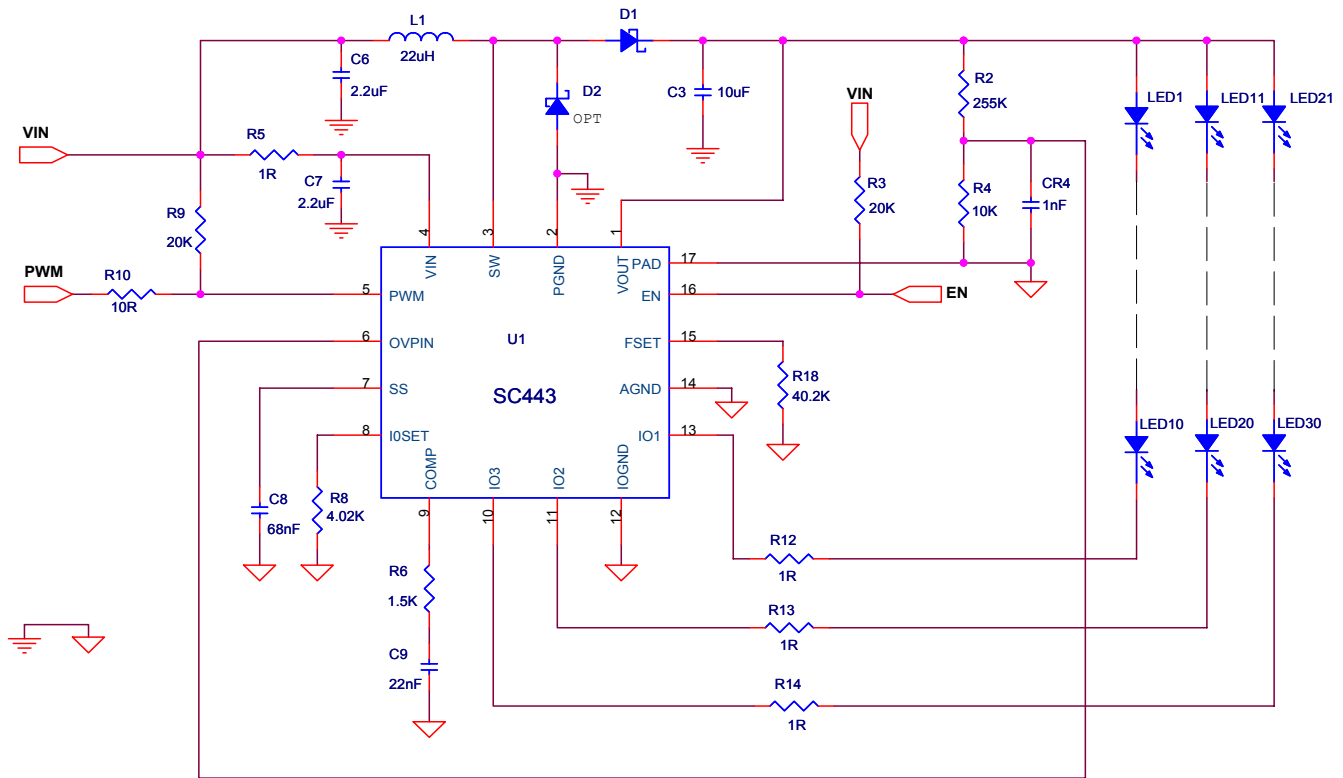 L1
22uH
D1
C6
2.2uF
D2
OPT
C3
10uF
VIN
R2
255K
LED1
LED11
LED21
VIN
R5
1R
C7
2.2uF
R3
20K
R4
10K
CR4
1nF
R9
20K
4
3
2
1
VIN
SW
PGND
VOUT
PAD
17
PWM
R10
10R
5
PWM
EN
16
EN
6
OVPIN
U1
FSET
15
7
SS
SC443
AGND
14
R18
40.2K
8
I0SET
IO1
13
COMP
IO3
IO2
IOGND
9
10
11
12
LED10
LED20
LED30
C8
68nF
R8
4.02K
R12
1R
R6
1.5K
R13
1R
C9
22nF
R14
1R